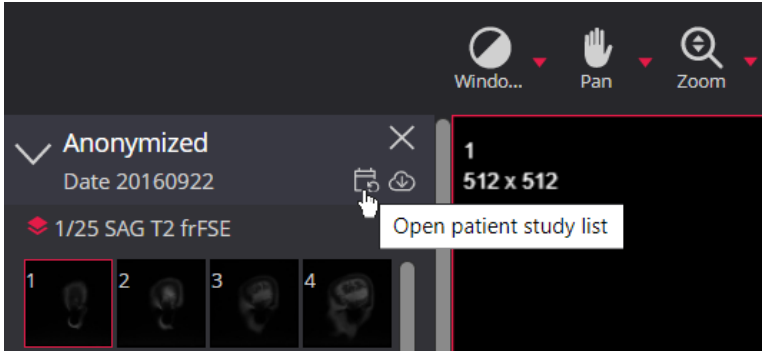 Windo...
Pan
Zoom
Anonymized
Date 20160922
1
512 x 512
Open patient study list
1/25 SAG T2 frFSE
1
2
3
4